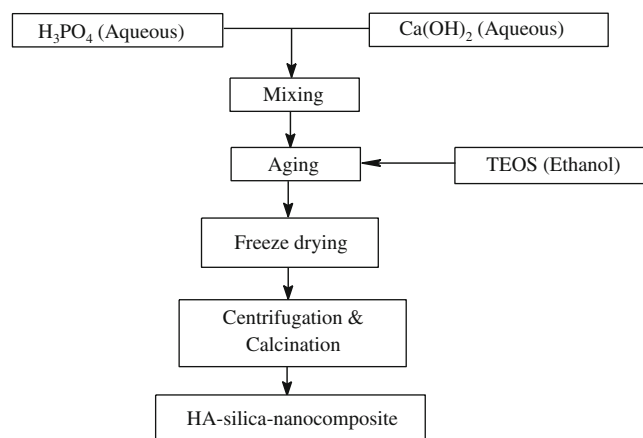 H₃PO₄ (Aqueous)
Ca(OH)₂ (Aqueous)
Mixing
Aging
TEOS (Ethanol)
Freeze drying
Centrifugation &
Calcination
HA-silica-nanocomposite